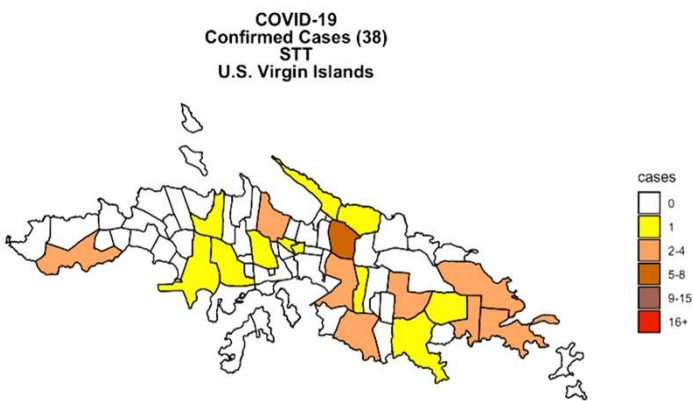 COVID-19
Confirmed Cases (38)
STT
U.S. Virgin Islands
cases
0
1
2-4
5-8
9-15
16+